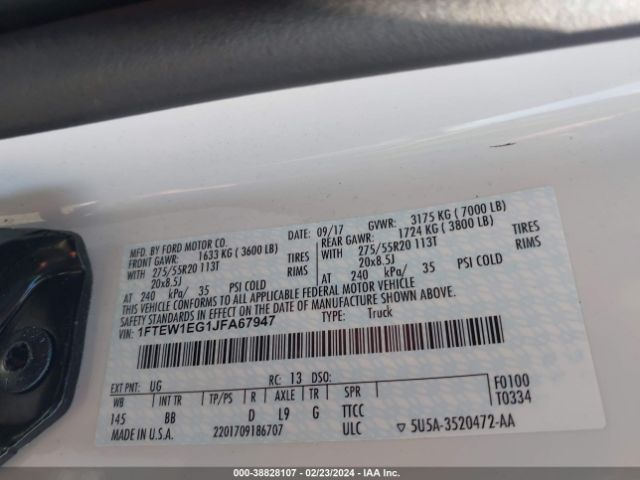 MFD. BY FORD MOTOR CO.
DATE: 09/17 GVWR: 3175 KG ( 7000 LB)
FRONT GAWR: 1633 KG ( 3600 LB)
REAR GAWR: 1724 KG ( 3800 LB)
WITH 275/55R20 113T TIRES
WITH 275/55R20 113T TIRES
20x8.5J RIMS
20x8.5J RIMS
AT 240 kPa/ 35 PSI COLD
AT 240 kPa/ 35 PSI COLD
THIS VEHICLE CONFORMS TO ALL APPLICABLE FEDERAL MOTOR VEHICLE
SAFETY STANDARDS IN EFFECT ON THE DATE OF MANUFACTURE SHOWN ABOVE.
VIN: 1FTEW1EG1JFA67947 TYPE: Truck
EXT PNT: UG RC: 13 DSO: F0100
WB INT TR TP/PS R AXLE TR SPR T0334
145 BB D L9 G TTCC
MADE IN U.S.A. 2201709186707 ULC 5U5A-3520472-AA
000-38828107 - 02/23/2024 - IAA Inc.